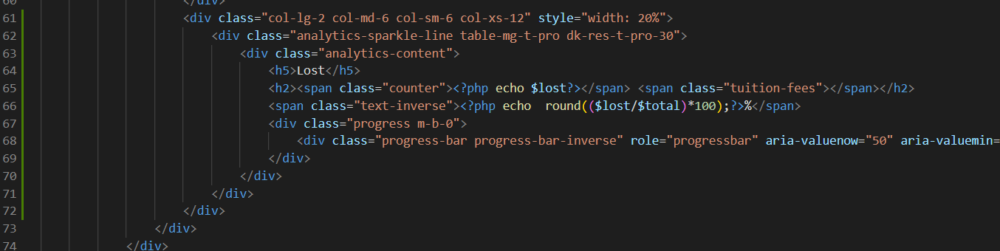 60 </div>
61 <div class="col-lg-2 col-md-6 col-sm-6 col-xs-12" style="width: 20%">
62 <div class="analytics-sparkle-line table-mg-t-pro dk-res-t-pro-30">
63 <div class="analytics-content">
64 <h5>Lost</h5>
65 <h2><span class="counter"><?php echo $lost?></span> <span class="tuition-fees"></span></h2>
66 <span class="text-inverse"><?php echo  round(($lost/$total)*100);?>%</span>
67 <div class="progress m-b-0">
68 <div class="progress-bar progress-bar-inverse" role="progressbar" aria-valuenow="50" aria-valuemin=
69 </div>
70 </div>
71 </div>
72 </div>
73 </div>
74 </div>